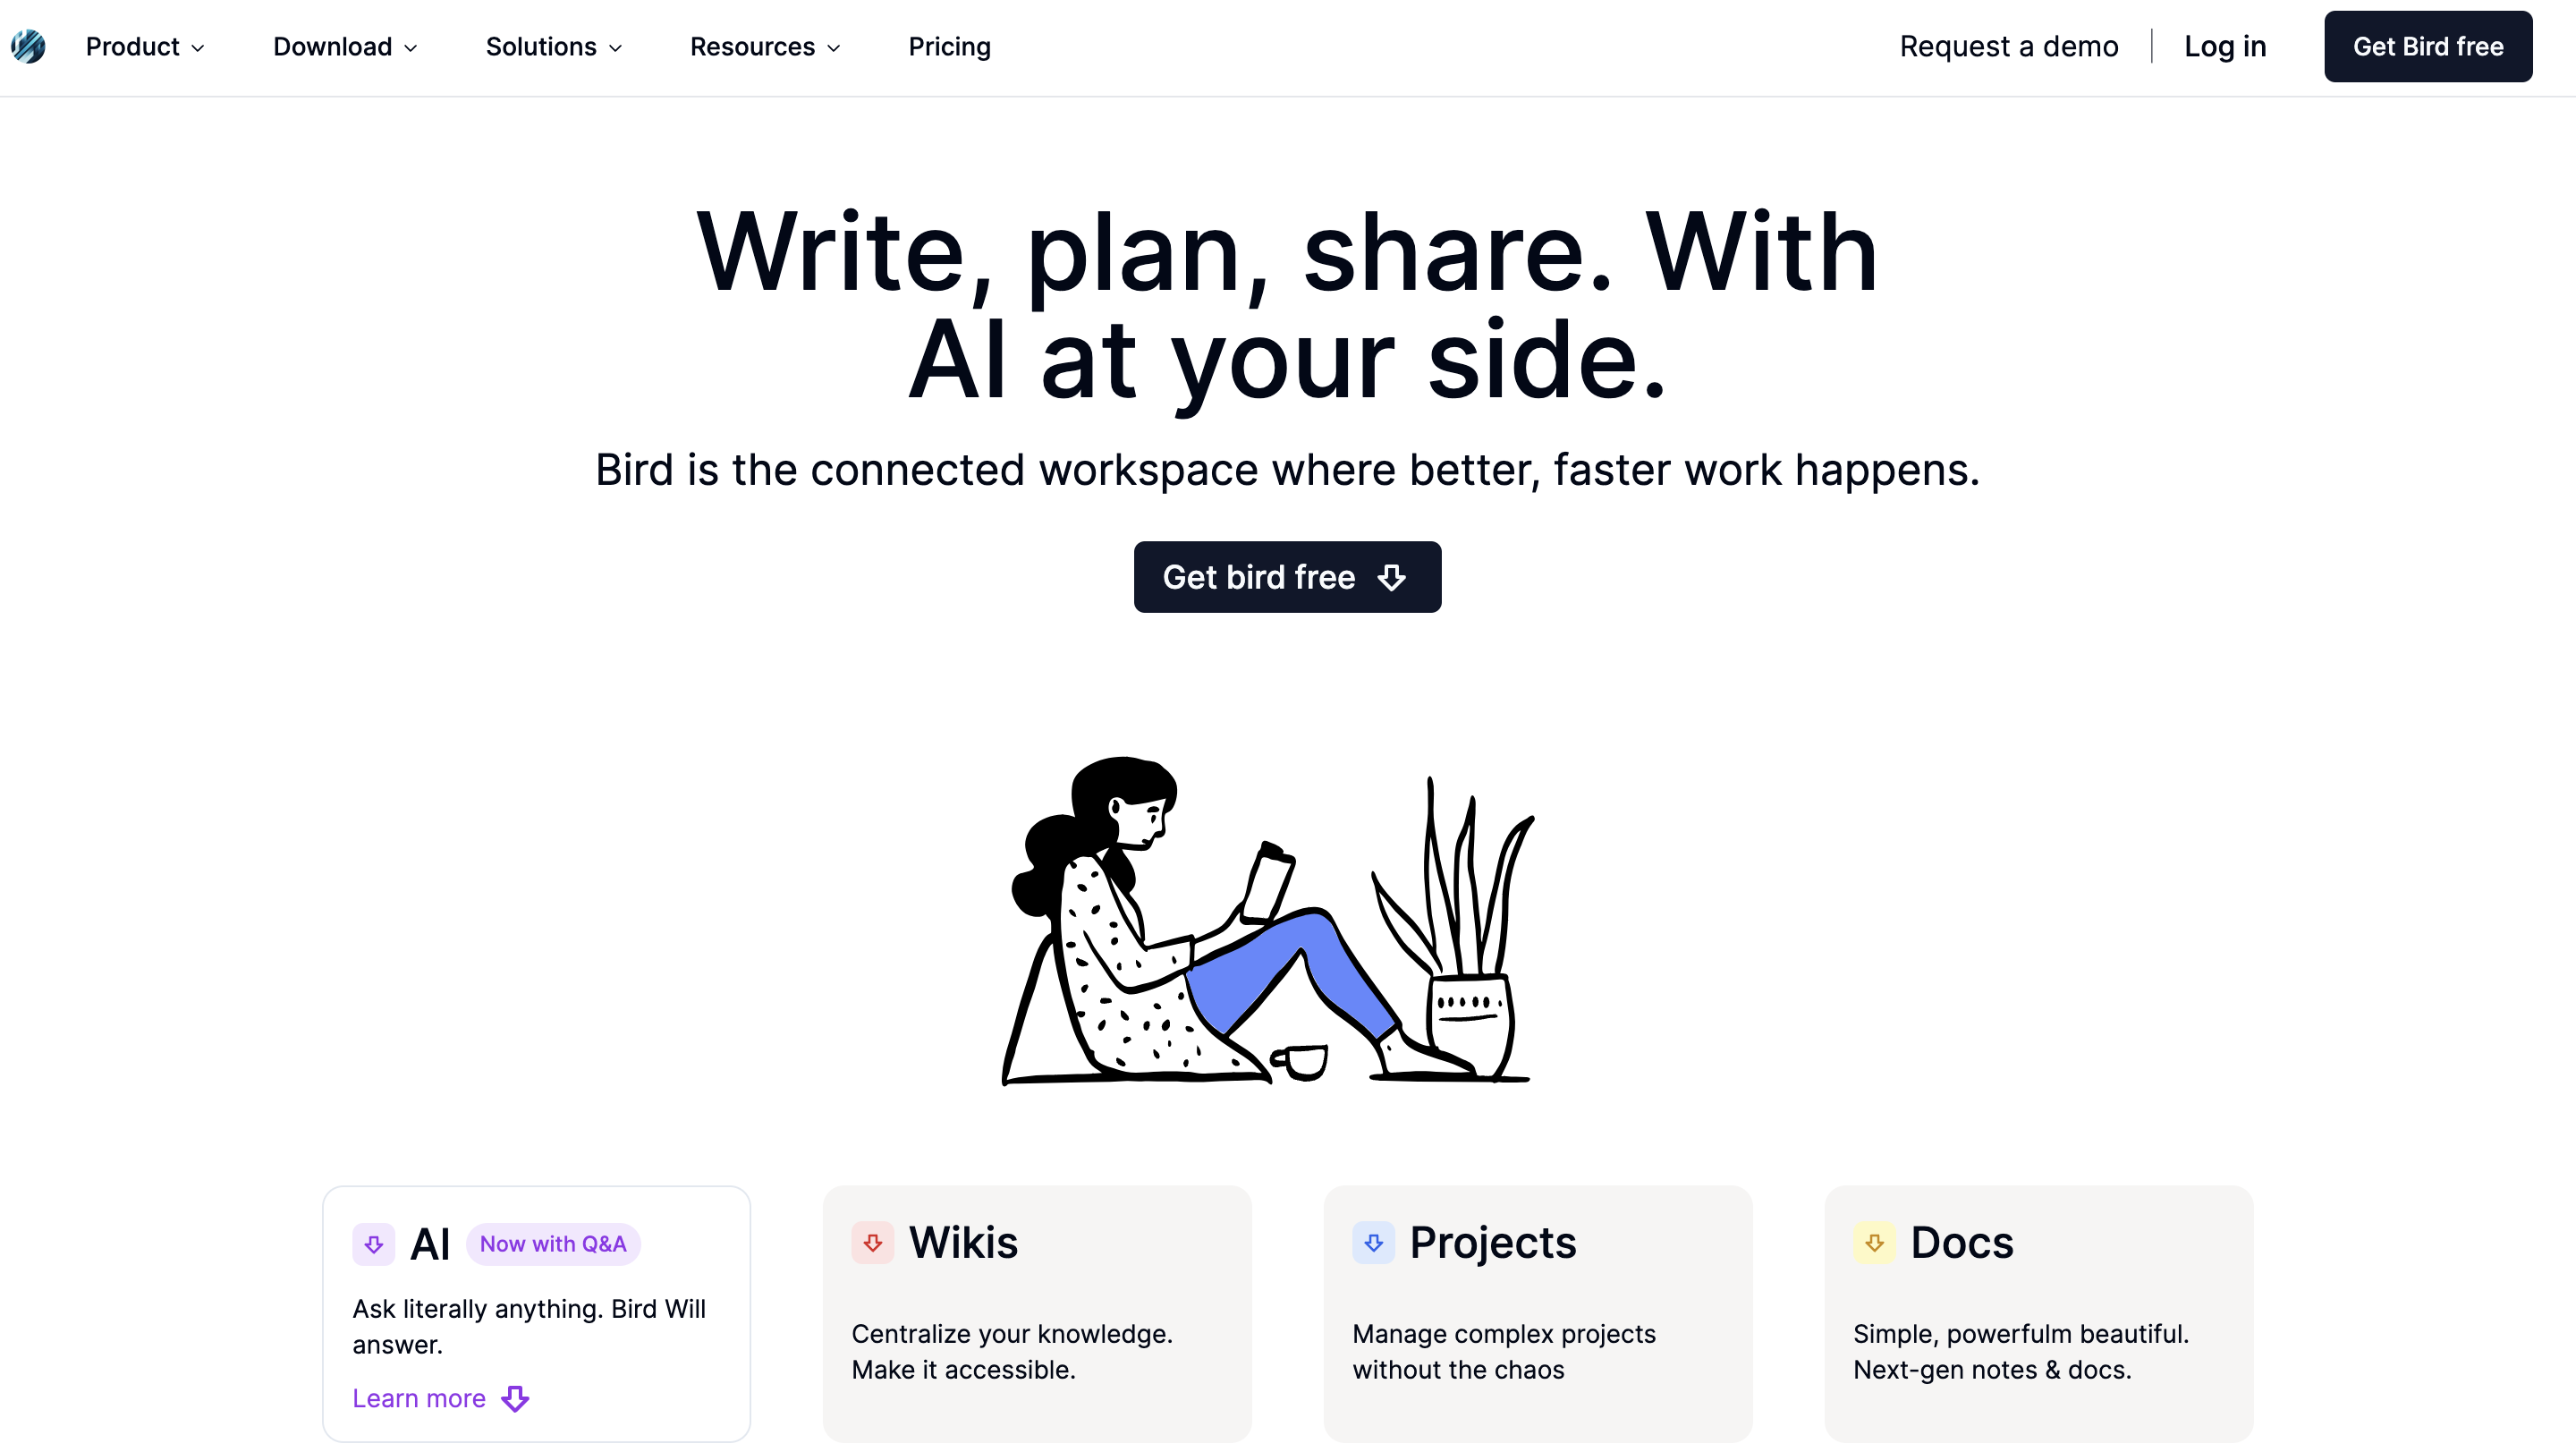 Product
Download
Solutions
Resources
Pricing
Request a demo
Log in
Get Bird free
Write, plan, share. With
AI at your side.
Bird is the connected workspace where better, faster work happens.
Get bird free
AI
Now with Q&A
Ask literally anything. Bird Will
answer.
Learn more
Wikis
Centralize your knowledge.
Make it accessible.
Projects
Manage complex projects
without the chaos
Docs
Simple, powerfulm beautiful.
Next-gen notes & docs.